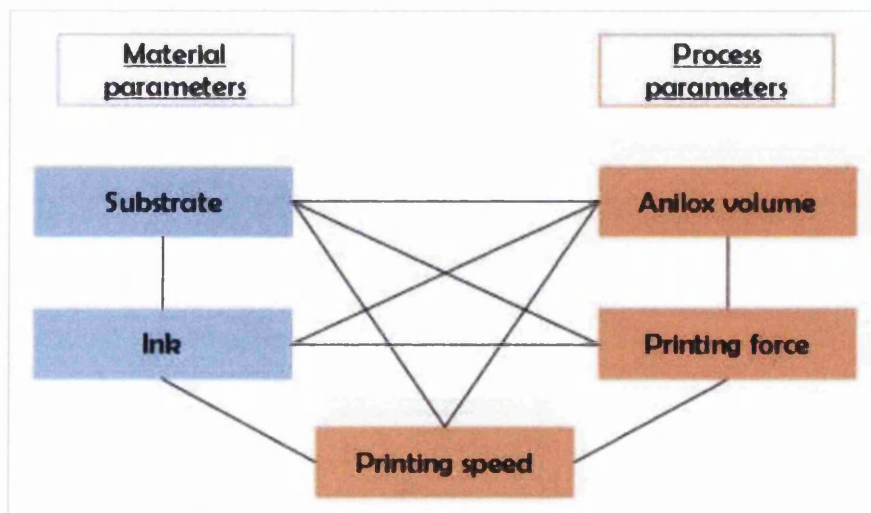 Material
parameters
Process
parameters
Substrate
Anilox volume
Ink
Printing force
Printing speed